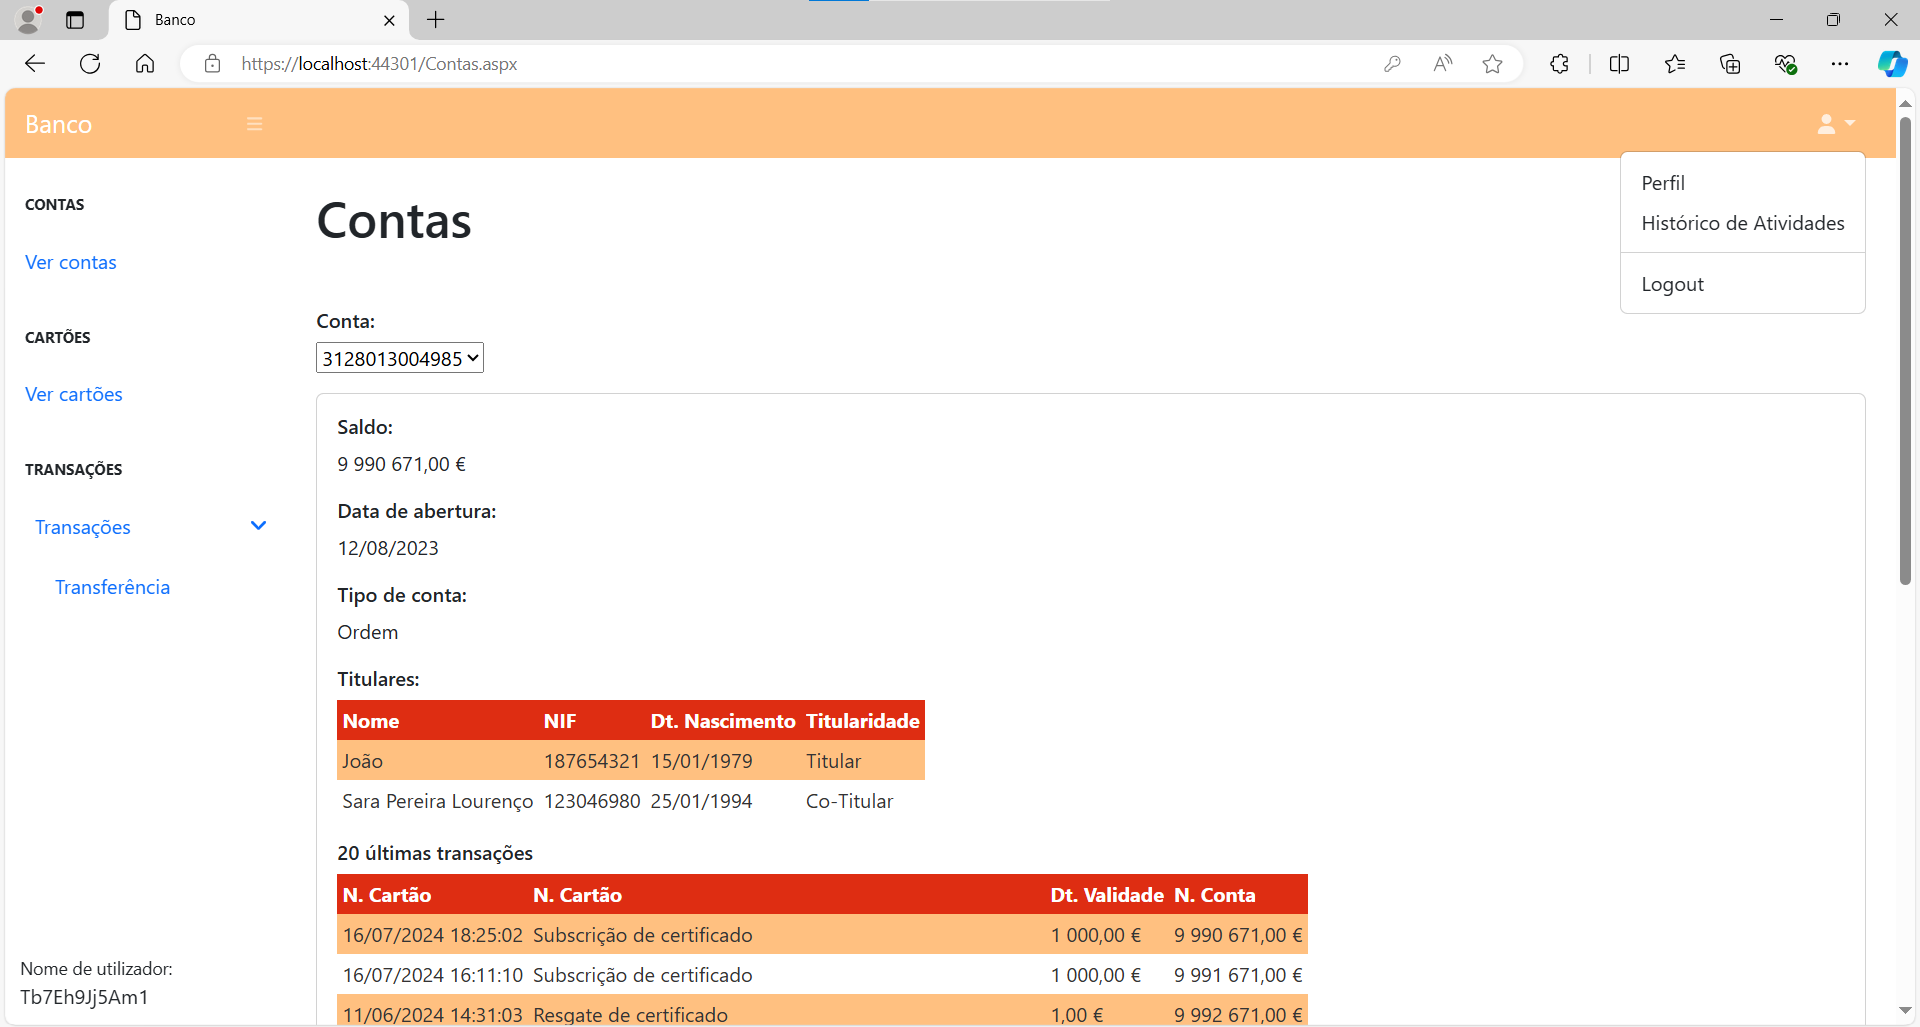 Banco
https://localhost:44301/Contas.aspx
Banco
Perfil
Histórico de Atividades
Logout
CONTAS
Ver contas
CARTÕES
Ver cartões
TRANSAÇÕES
Transações
Transferência
Nome de utilizador:
Tb7Eh9Jj5Am1
Contas
Conta:
3128013004985
Saldo:
9 990 671,00 €
Data de abertura:
12/08/2023
Tipo de conta:
Ordem
Titulares:
Nome NIF Dt. Nascimento Titularidade
João 187654321 15/01/1979 Titular
Sara Pereira Lourenço 123046980 25/01/1994 Co-Titular
20 últimas transações
N. Cartão N. Cartão Dt. Validade N. Conta
16/07/2024 18:25:02 Subscrição de certificado 1 000,00 € 9 990 671,00 €
16/07/2024 16:11:10 Subscrição de certificado 1 000,00 € 9 991 671,00 €
11/06/2024 14:31:03 Resgate de certificado 1,00 € 9 992 671,00 €